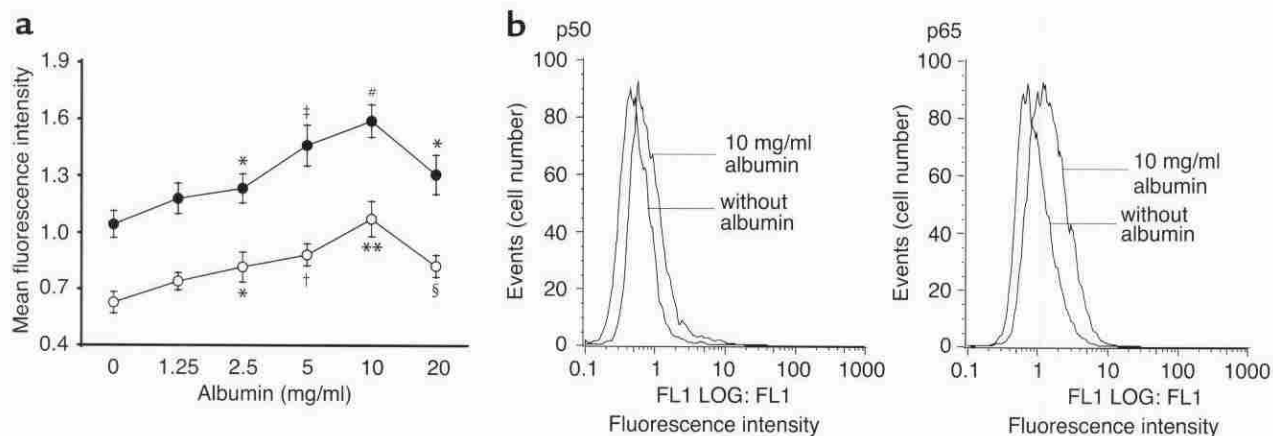 a
Mean fluorescence intensity
1.9
1.6
1.3
1.0
0.7
0.4
‡
#
*
*
*
†
**
§
0
1.25
2.5
5
10
20
Albumin (mg/ml)
b
p50
Events (cell number)
100
80
60
40
20
0
10 mg/ml
albumin
without
albumin
0.1
1
10
100
1000
FL1 LOG: FL1
Fluorescence intensity
p65
Events (cell number)
100
80
60
40
20
0
10 mg/ml
albumin
without
albumin
0.1
1
10
100
1000
FL1 LOG: FL1
Fluorescence intensity